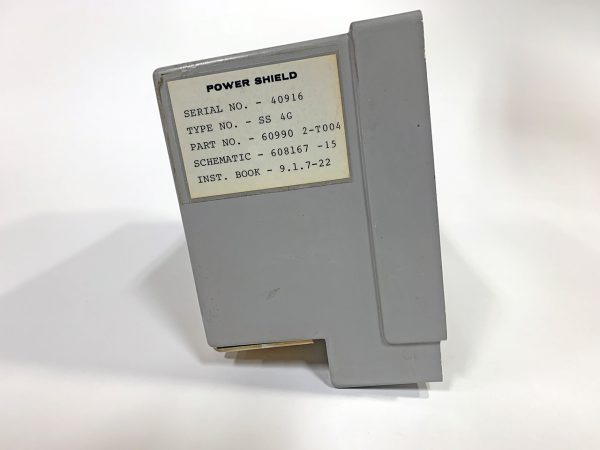 POWER SHIELD
SERIAL NO. - 40916
TYPE NO. - SS 4G
PART NO. - 60990 2-T004
SCHEMATIC - 608167 -15
INST. BOOK - 9.1.7-22